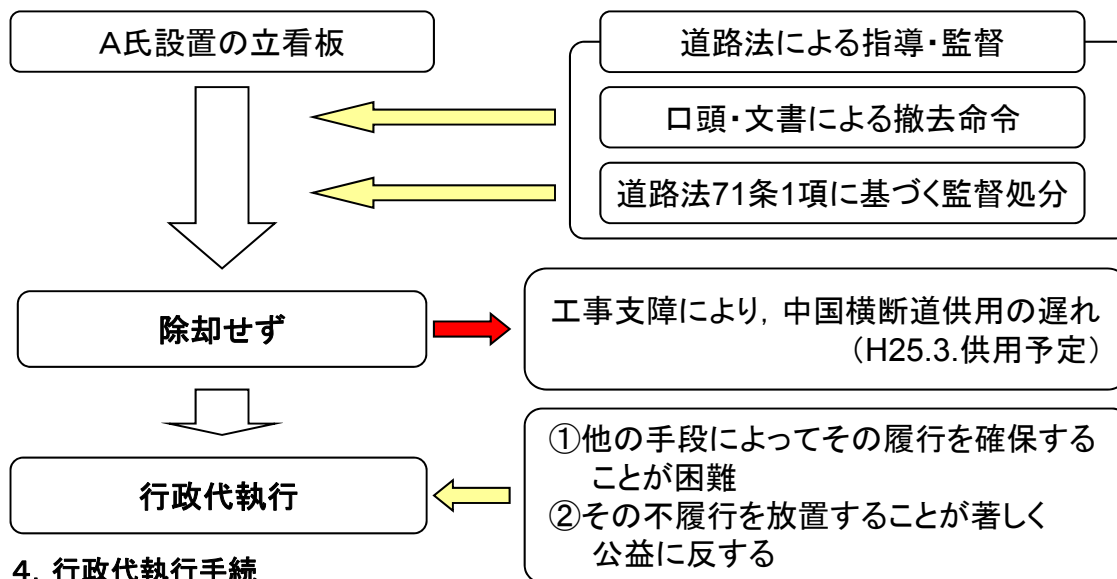 A氏設置の立看板
道路法による指導・監督
口頭・文書による撤去命令
道路法71条1項に基づく監督処分
除却せず
工事支障により,中国横断道供用の遅れ
(H25.3.供用予定)
行政代執行
①他の手段によってその履行を確保する
ことが困難
②その不履行を放置することが著しく
公益に反する
4.行政代執行手続